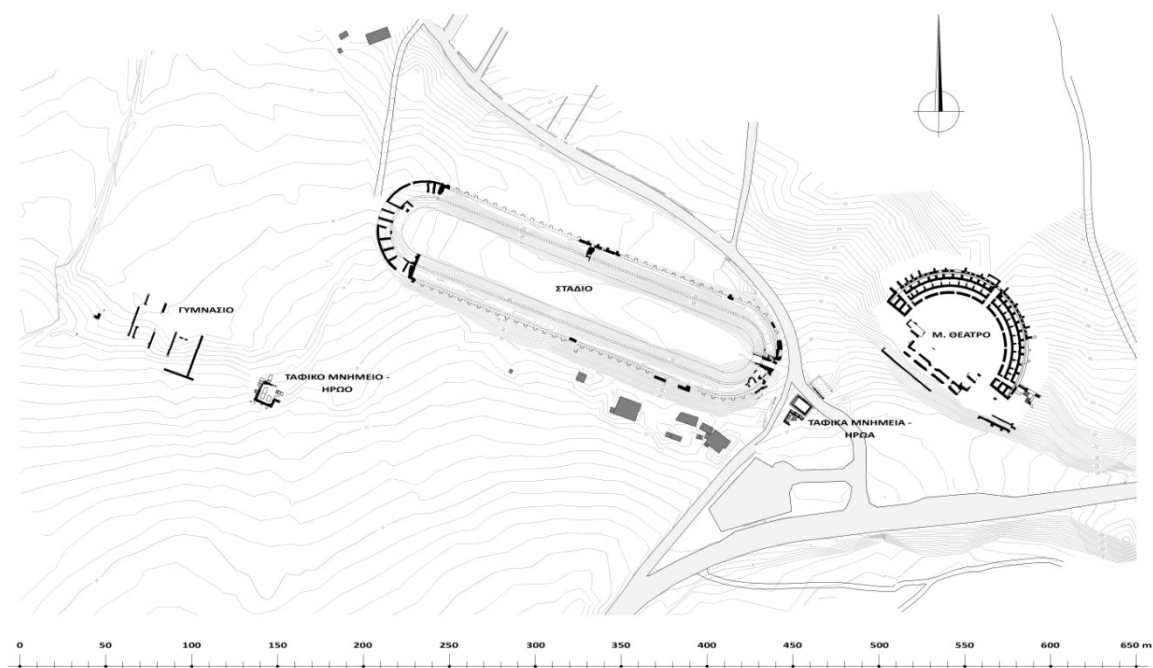 ΣΤΑΔΙΟ
ΓΥΜΝΑΣΙΟ
Μ. ΘΕΑΤΡΟ
ΤΑΦΙΚΟ ΜΝΗΜΕΙΟ -
ΗΡΩΟ
ΤΑΦΙΚΑ ΜΝΗΜΕΙΑ -
ΗΡΩΑ
0 50 100 150 200 250 300 350 400 450 500 550 600 650 m